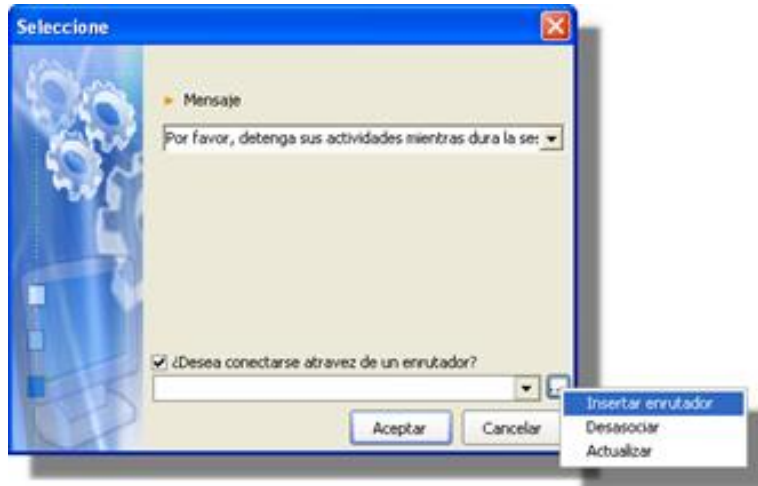 Seleccione
Mensaje
Por favor, detenga sus actividades mientras dura la se
¿Desea conectarse atravez de un enrutador?
...
Aceptar Cancelar
Insertar enrutador
Desasociar
Actualizar